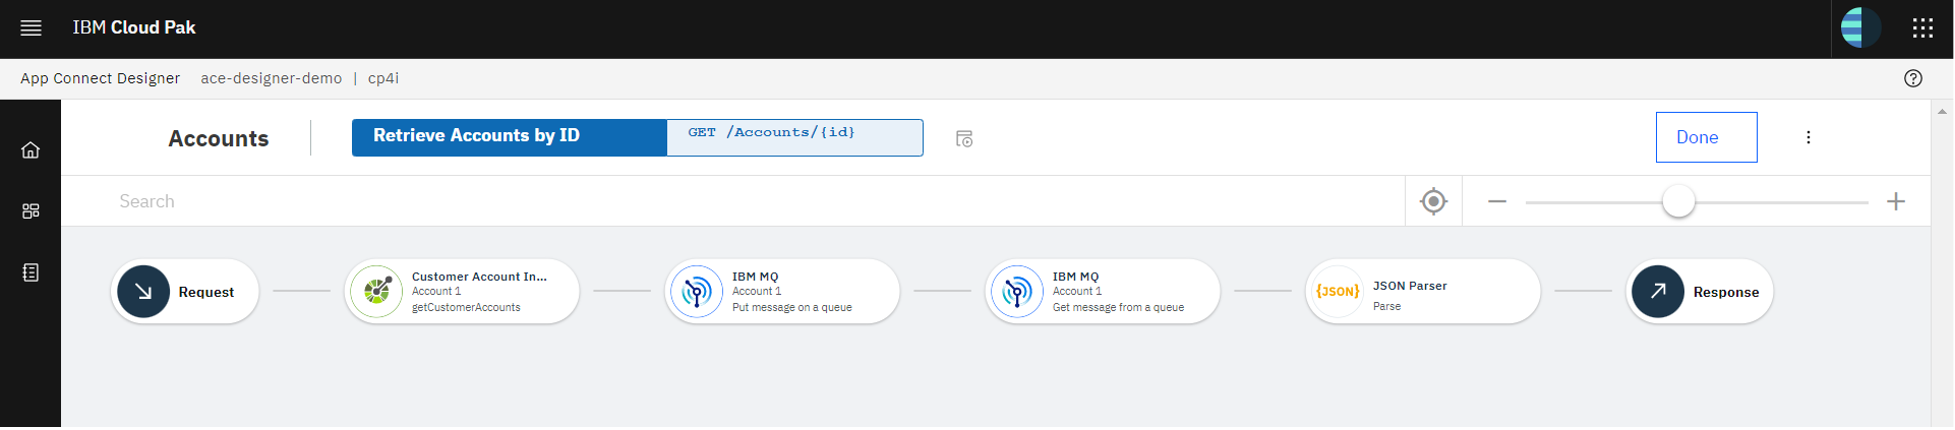 IBM Cloud Pak
App Connect Designer ace-designer-demo | cp4i
Accounts
Retrieve Accounts by ID
GET /Accounts/{id}
Done
Search
Request
Customer Account In...
Account 1
getCustomerAccounts
IBM MQ
Account 1
Put message on a queue
IBM MQ
Account 1
Get message from a queue
{JSON}
JSON Parser
Parse
Response